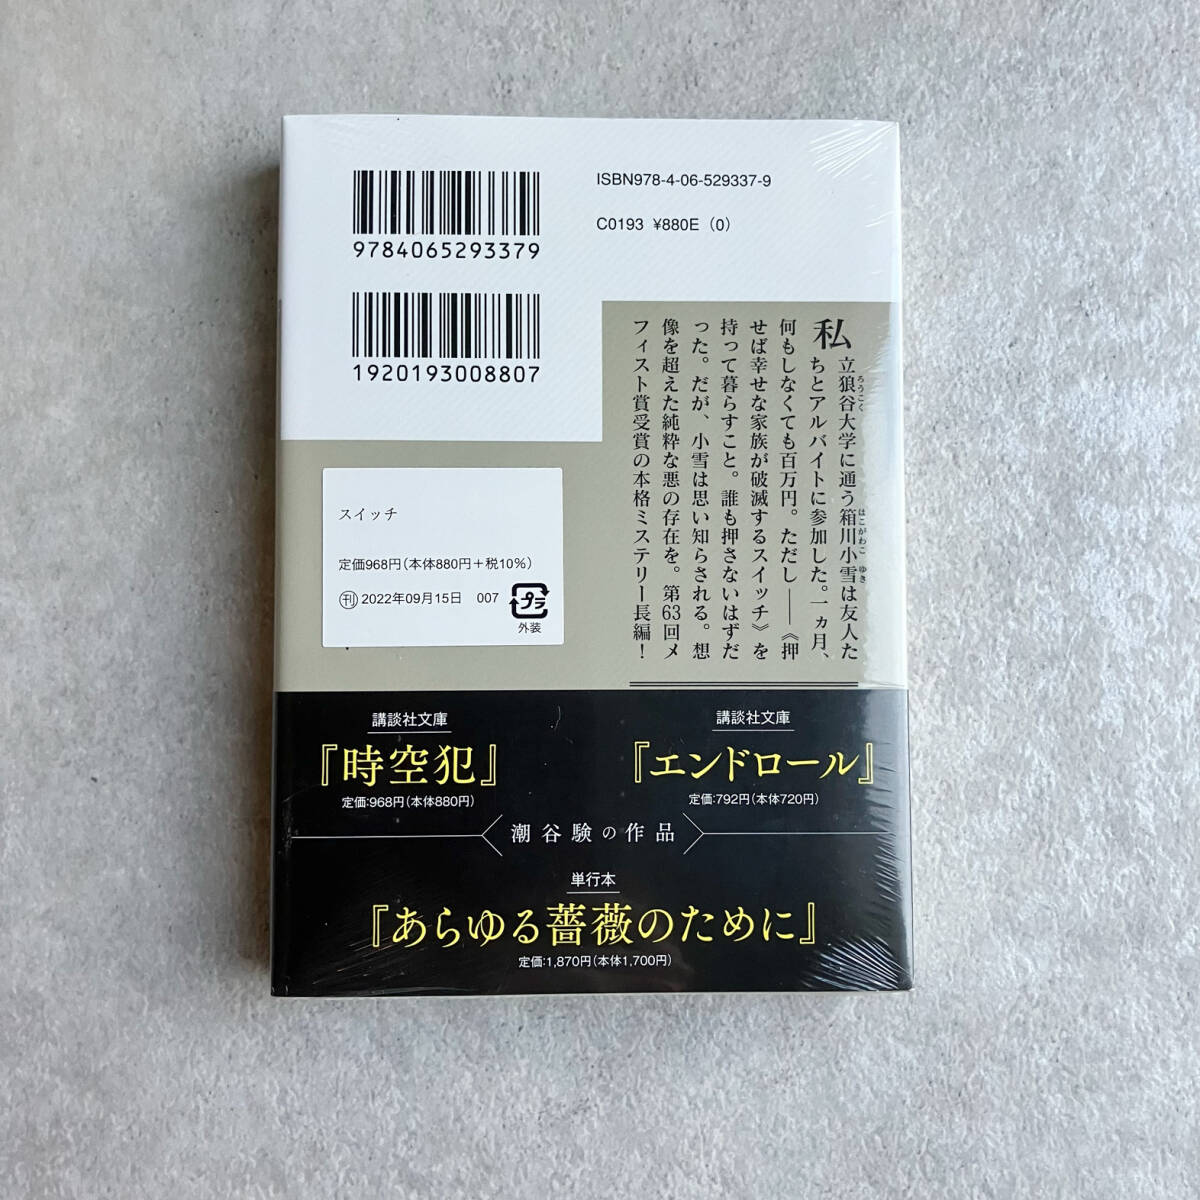 ISBN978-4-06-529337-9
C0193 ¥880E (0)
9784065293379
1920193008807
私立狼谷大学に通う箱川小雪は友人た
ろうこく
はこがわこゆき
ちとアルバイトに参加した。一ヵ月、
何もしなくても百万円。ただし――《押
せば幸せな家族が破滅するスイッチ》を
持って暮らすこと。誰も押さないはずだ
った。だが、小雪は思い知らされる。想
像を超えた純粋な悪の存在を。第63回メ
フィスト賞受賞の本格ミステリー長編！
スイッチ
定価968円(本体880円+税10%)
刊 2022年09月15日 007
プラ
外装
講談社文庫
『時空犯』
定価:968円(本体880円)
講談社文庫
『エンドロール』
定価:792円(本体720円)
潮谷験の作品
単行本
『あらゆる薔薇のために』
定価:1,870円(本体1,700円)